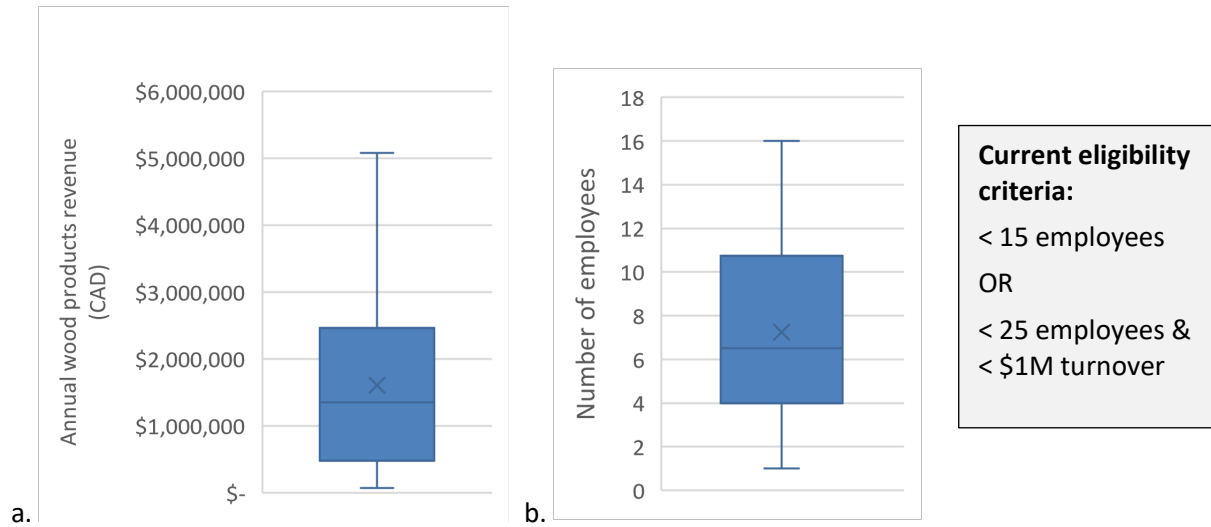 a.
Annual wood products revenue
(CAD)
$6,000,000
$5,000,000
$4,000,000
$3,000,000
$2,000,000
$1,000,000
$-
b.
Number of employees
18
16
14
12
10
8
6
4
2
0
Current eligibility
criteria:
< 15 employees
OR
< 25 employees &
< $1M turnover